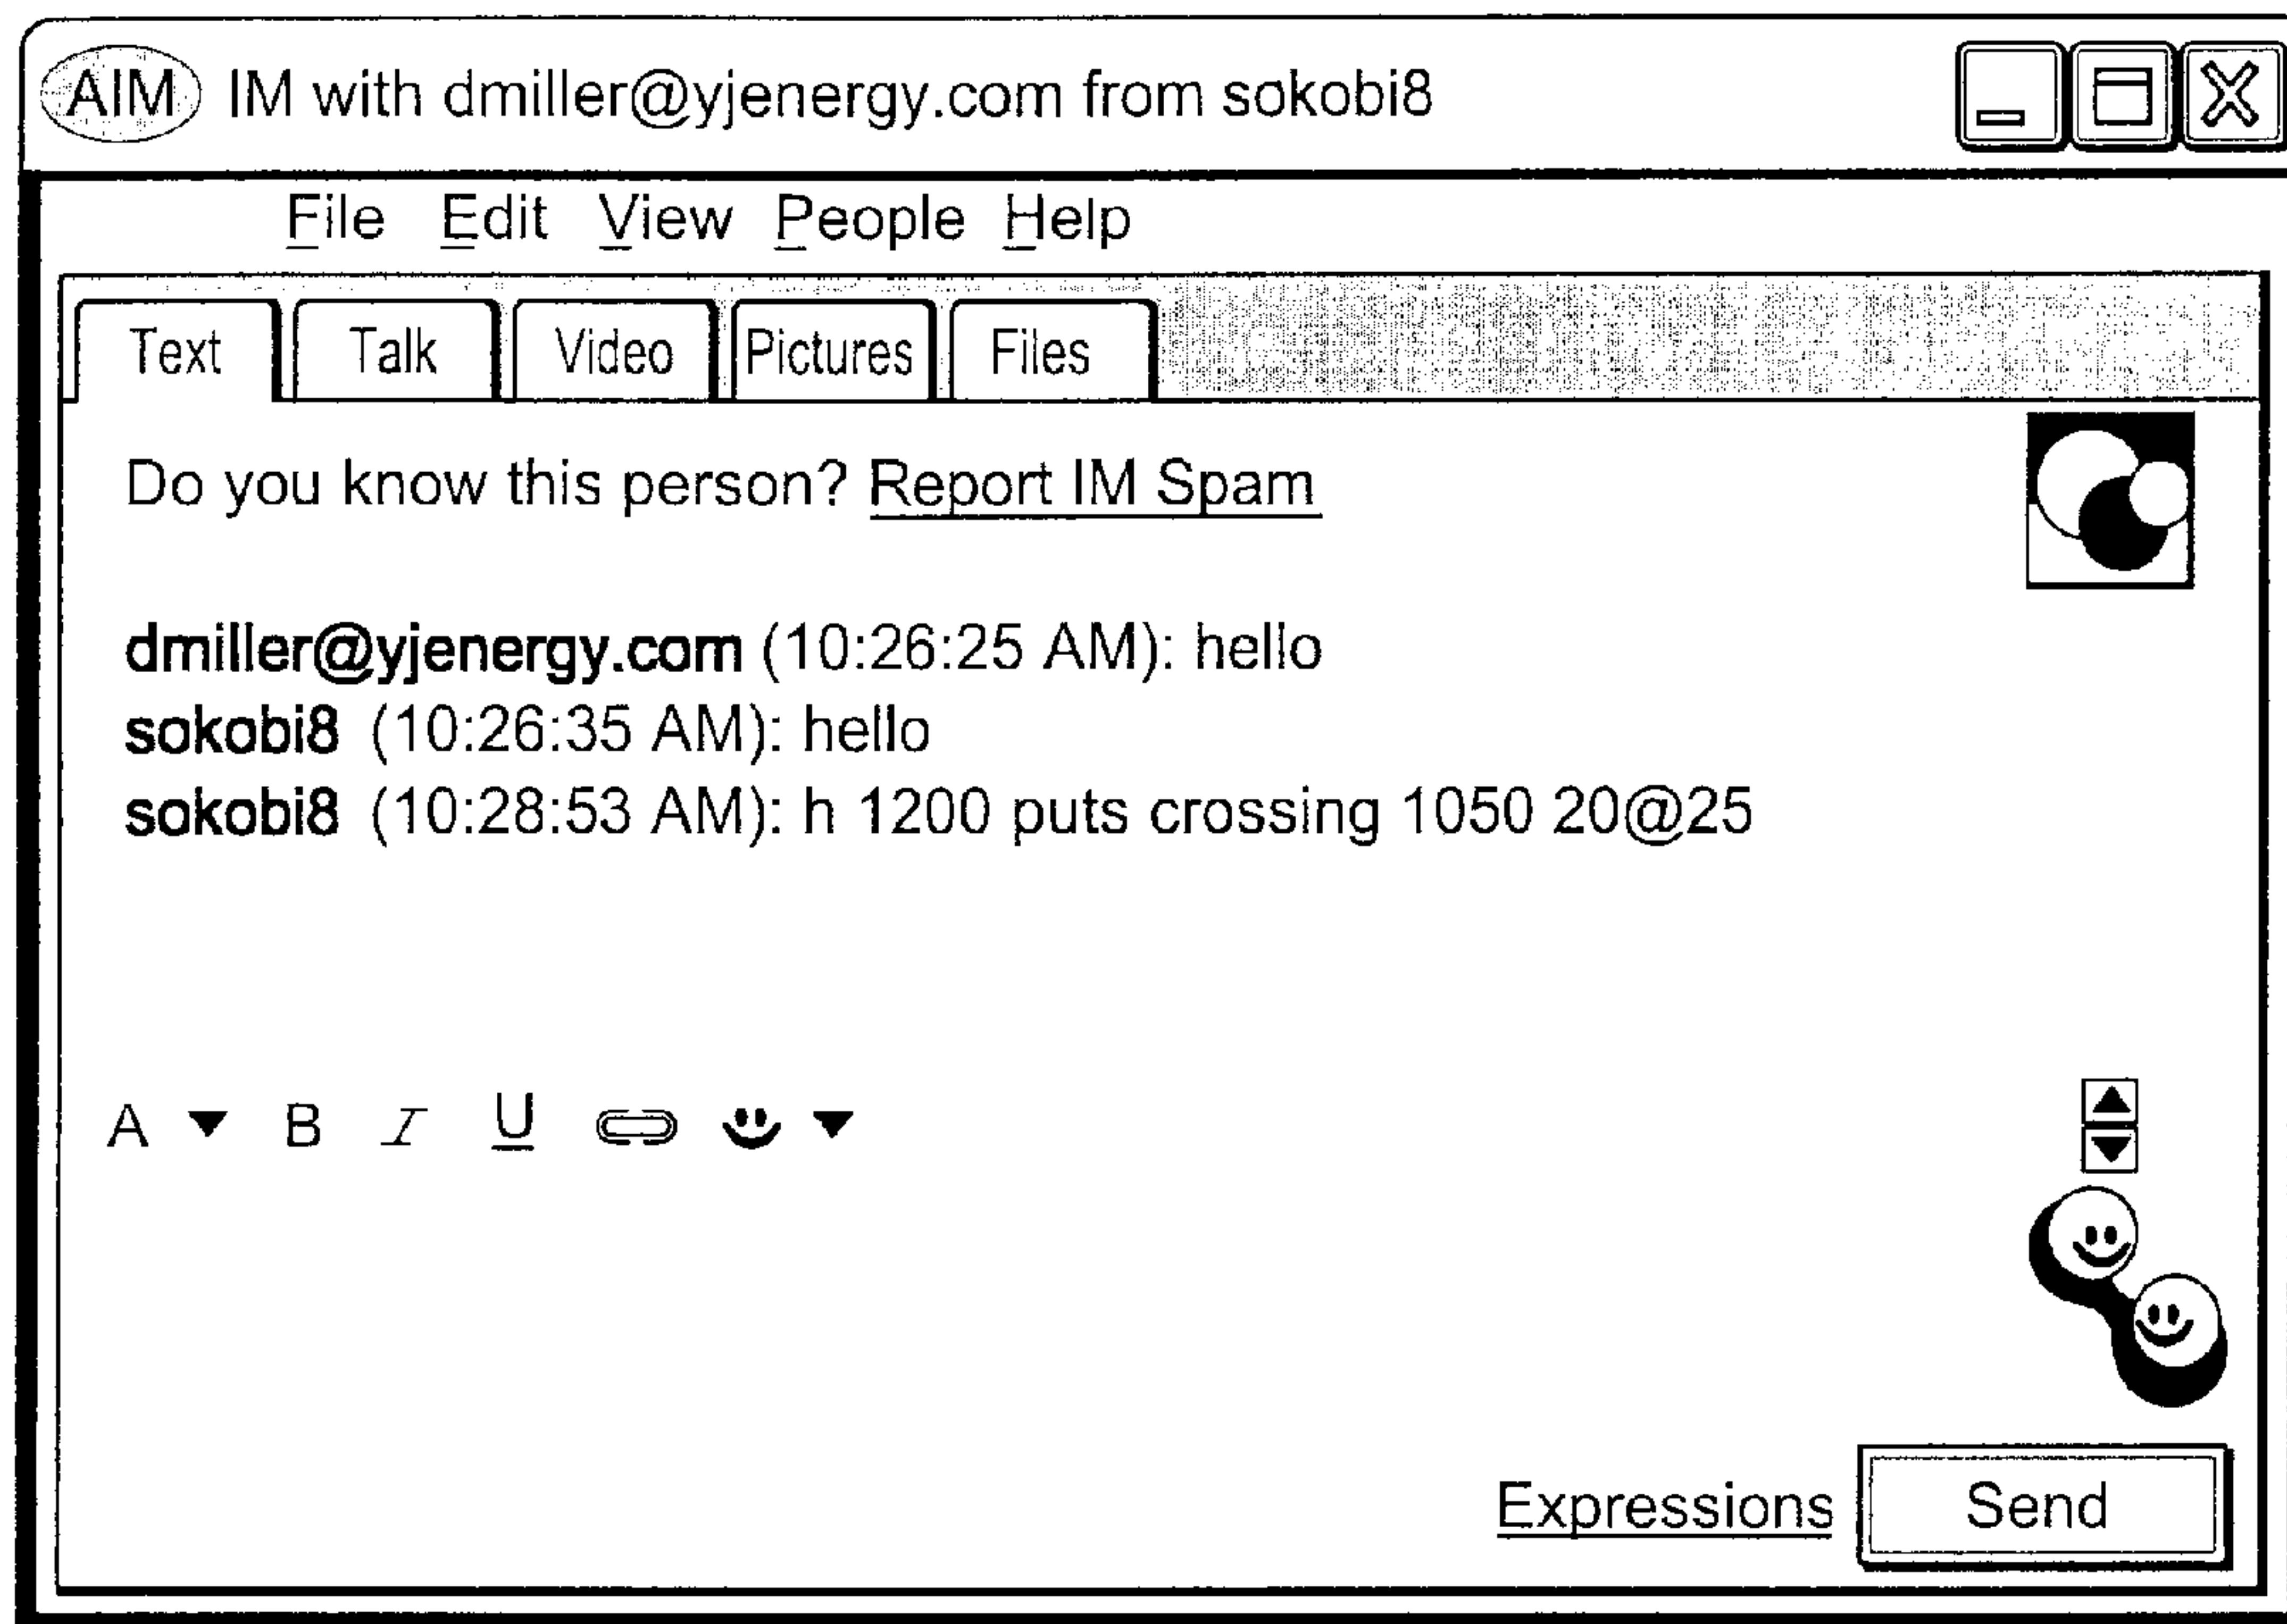 AIM IM with dmiller@yjenergy.com from sokobi8
File Edit View People Help
Text Talk Video Pictures Files
Do you know this person? Report IM Spam
dmiller@yjenergy.com (10:26:25 AM): hello
sokobi8 (10:26:35 AM): hello
sokobi8 (10:28:53 AM): h 1200 puts crossing 1050 20@25
A B I U
Expressions Send